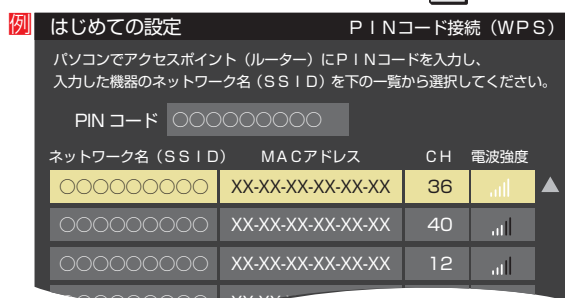 例
はじめての設定 PINコード接続（WPS）
パソコンでアクセスポイント（ルーター）にPINコードを入力し、
入力した機器のネットワーク名（SSID）を下の一覧から選択してください。
PIN コード ○○○○○○○○○
ネットワーク名（SSID） MACアドレス CH 電波強度
○○○○○○○○○ XX-XX-XX-XX-XX-XX 36 ▲
○○○○○○○○○ XX-XX-XX-XX-XX-XX 40
○○○○○○○○○ XX-XX-XX-XX-XX-XX 12